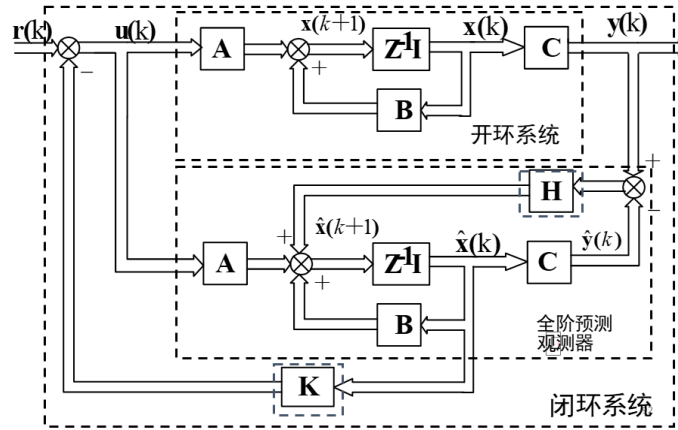 r(k)
u(k)
A
x(k+1)
Z⁻¹I
x(k)
C
y(k)
−
+
B
开环系统
+
H
−
+
x̂(k+1)
x̂(k)
ŷ(k)
A
Z⁻¹I
C
+
B
全阶预测
观测器
K
闭环系统